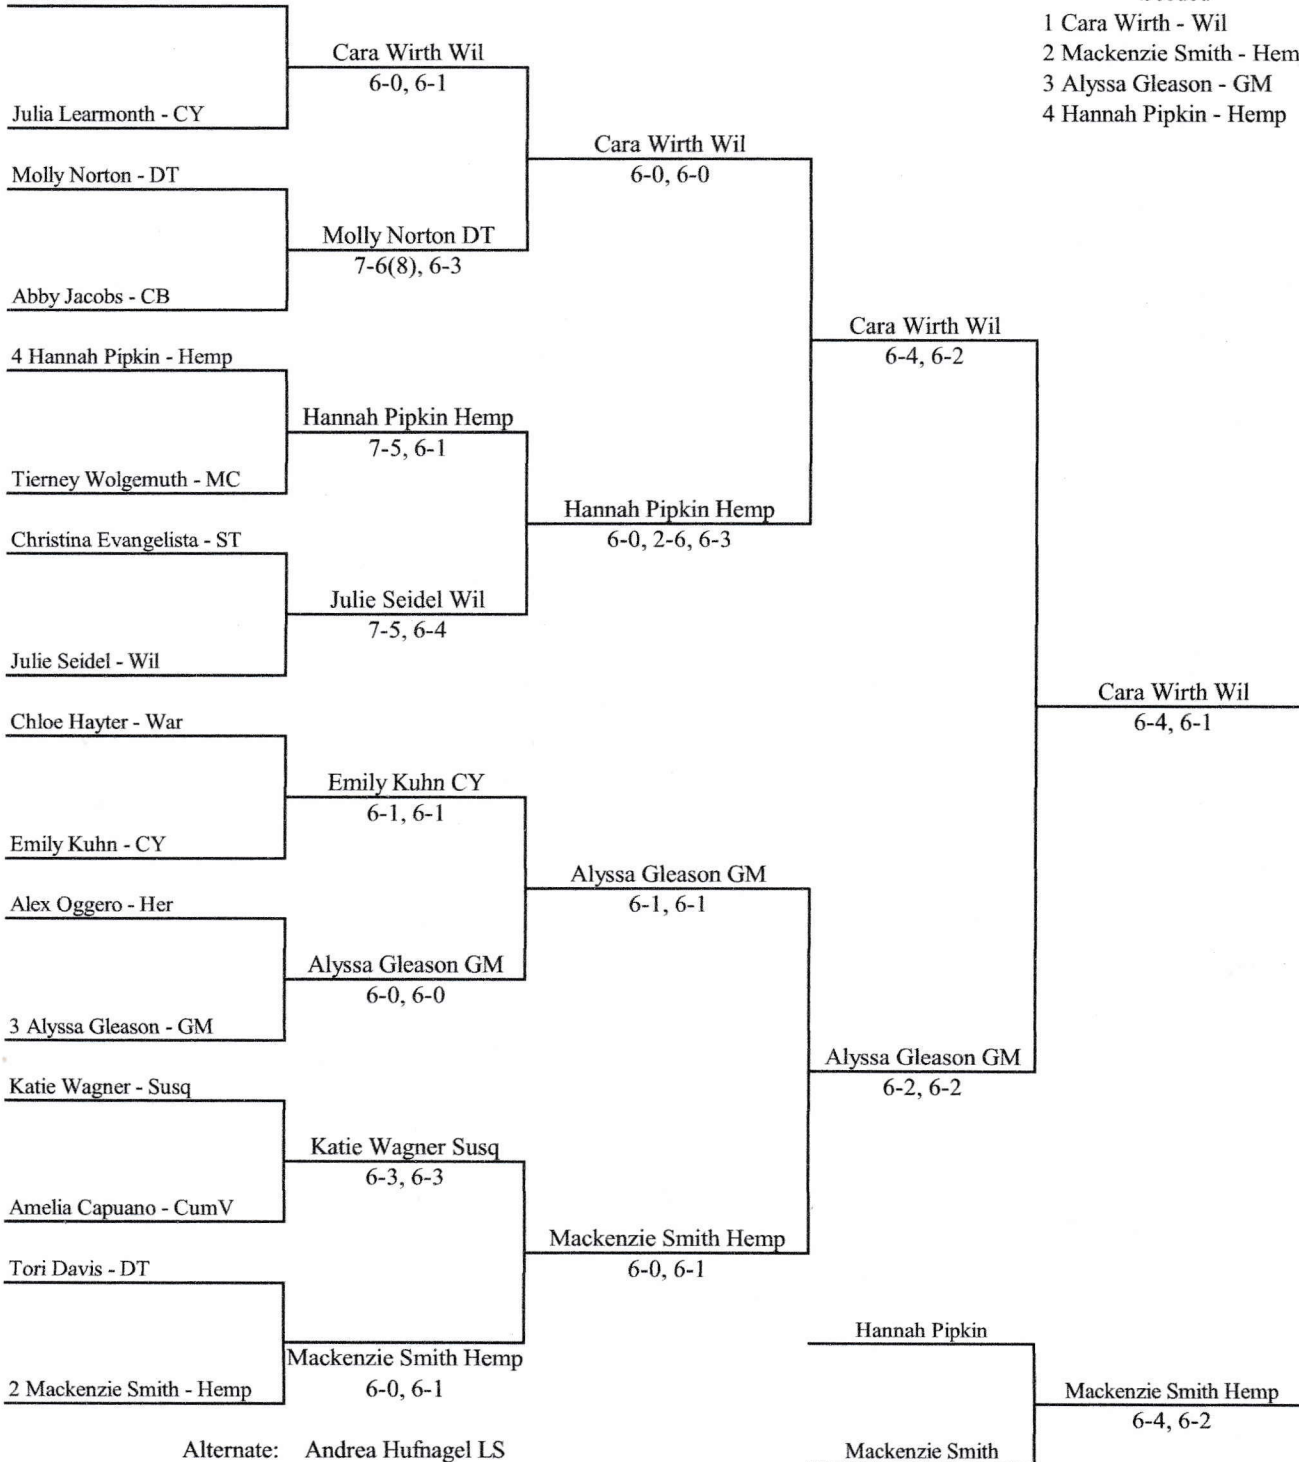 1 Cara Wirth - Wil
2 Mackenzie Smith - Hem
3 Alyssa Gleason - GM
4 Hannah Pipkin - Hemp
Cara Wirth Wil
6-0, 6-1
Julia Learmonth - CY
Cara Wirth Wil
6-0, 6-0
Molly Norton - DT
Molly Norton DT
7-6(8), 6-3
Abby Jacobs - CB
Cara Wirth Wil
6-4, 6-2
4 Hannah Pipkin - Hemp
Hannah Pipkin Hemp
7-5, 6-1
Tierney Wolgemuth - MC
Hannah Pipkin Hemp
6-0, 2-6, 6-3
Christina Evangelista - ST
Julie Seidel Wil
7-5, 6-4
Julie Seidel - Wil
Cara Wirth Wil
6-4, 6-1
Chloe Hayter - War
Emily Kuhn CY
6-1, 6-1
Emily Kuhn - CY
Alyssa Gleason GM
6-1, 6-1
Alex Oggero - Her
Alyssa Gleason GM
6-0, 6-0
3 Alyssa Gleason - GM
Alyssa Gleason GM
6-2, 6-2
Katie Wagner - Susq
Katie Wagner Susq
6-3, 6-3
Amelia Capuano - CumV
Mackenzie Smith Hemp
6-0, 6-1
Tori Davis - DT
Mackenzie Smith Hemp
6-0, 6-1
2 Mackenzie Smith - Hemp
Hannah Pipkin
Mackenzie Smith Hemp
6-4, 6-2
Mackenzie Smith
Alternate: Andrea Hufnagel LS